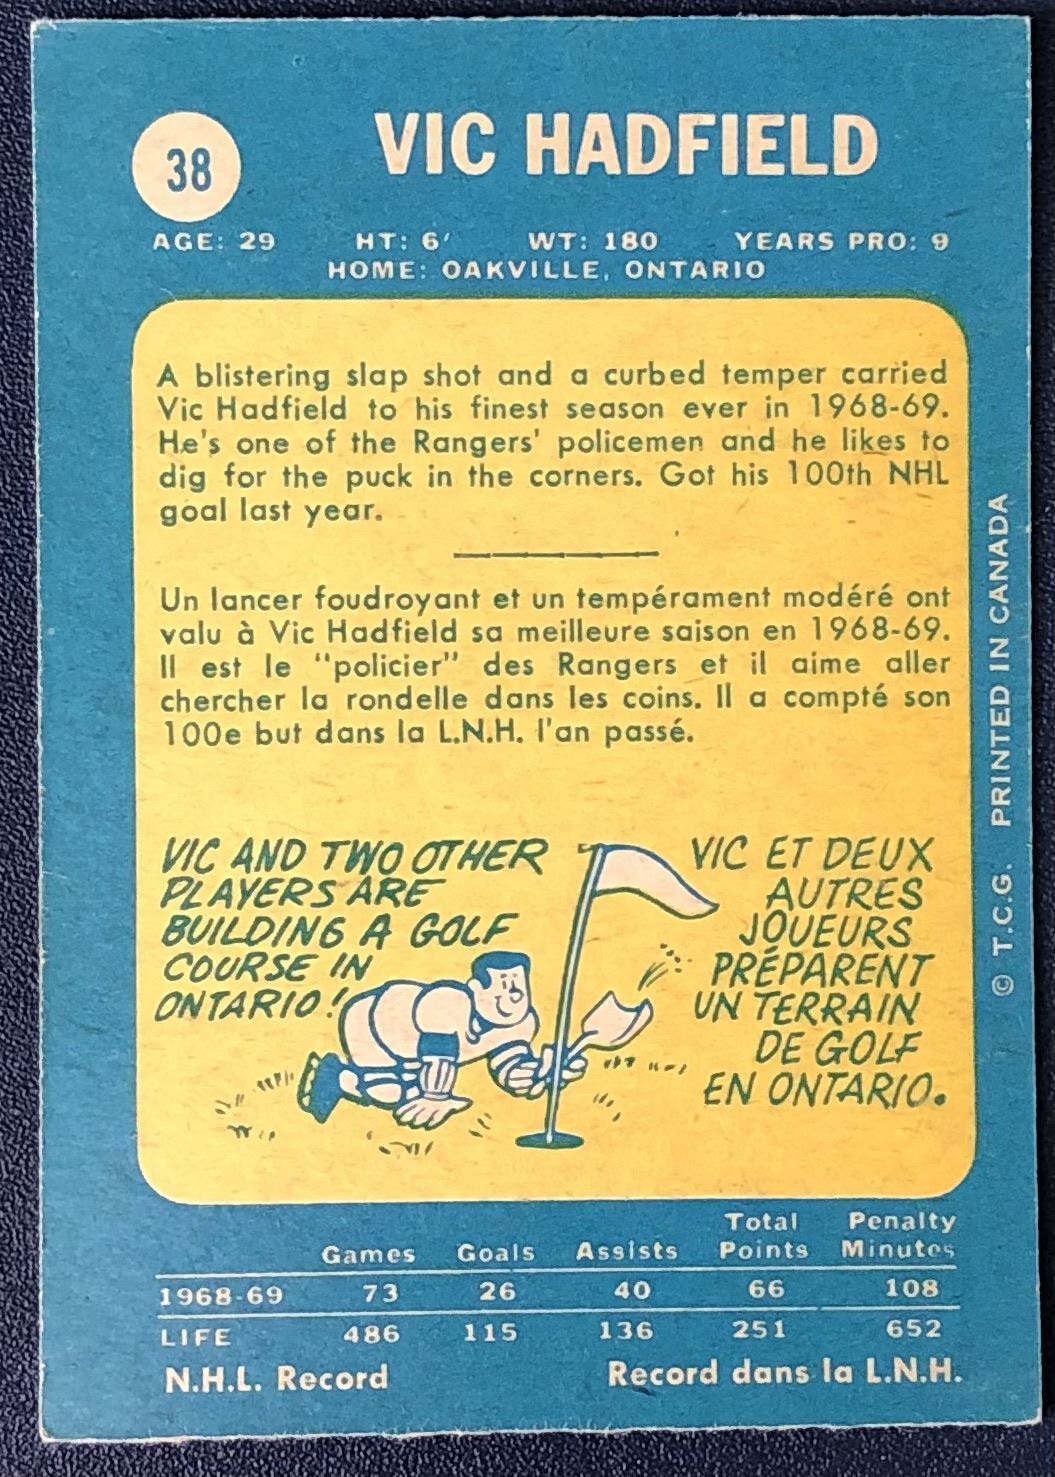 38
VIC HADFIELD
AGE: 29 HT: 6' WT: 180 YEARS PRO: 9
HOME: OAKVILLE, ONTARIO
A blistering slap shot and a curbed temper carried
Vic Hadfield to his finest season ever in 1968-69.
He's one of the Rangers' policemen and he likes to
dig for the puck in the corners. Got his 100th NHL
goal last year.
Un lancer foudroyant et un tempérament modéré ont
valu à Vic Hadfield sa meilleure saison en 1968-69.
Il est le "policier" des Rangers et il aime aller
chercher la rondelle dans les coins. Il a compté son
100e but dans la L.N.H. l'an passé.
VIC AND TWO OTHER
PLAYERS ARE
BUILDING A GOLF
COURSE IN
ONTARIO!
VIC ET DEUX
AUTRES
JOUEURS
PRÉPARENT
UN TERRAIN
DE GOLF
EN ONTARIO.
© T.C.G. PRINTED IN CANADA
Games Goals Assists Total Points Penalty Minutes
1968-69 73 26 40 66 108
LIFE 486 115 136 251 652
N.H.L. Record Record dans la L.N.H.